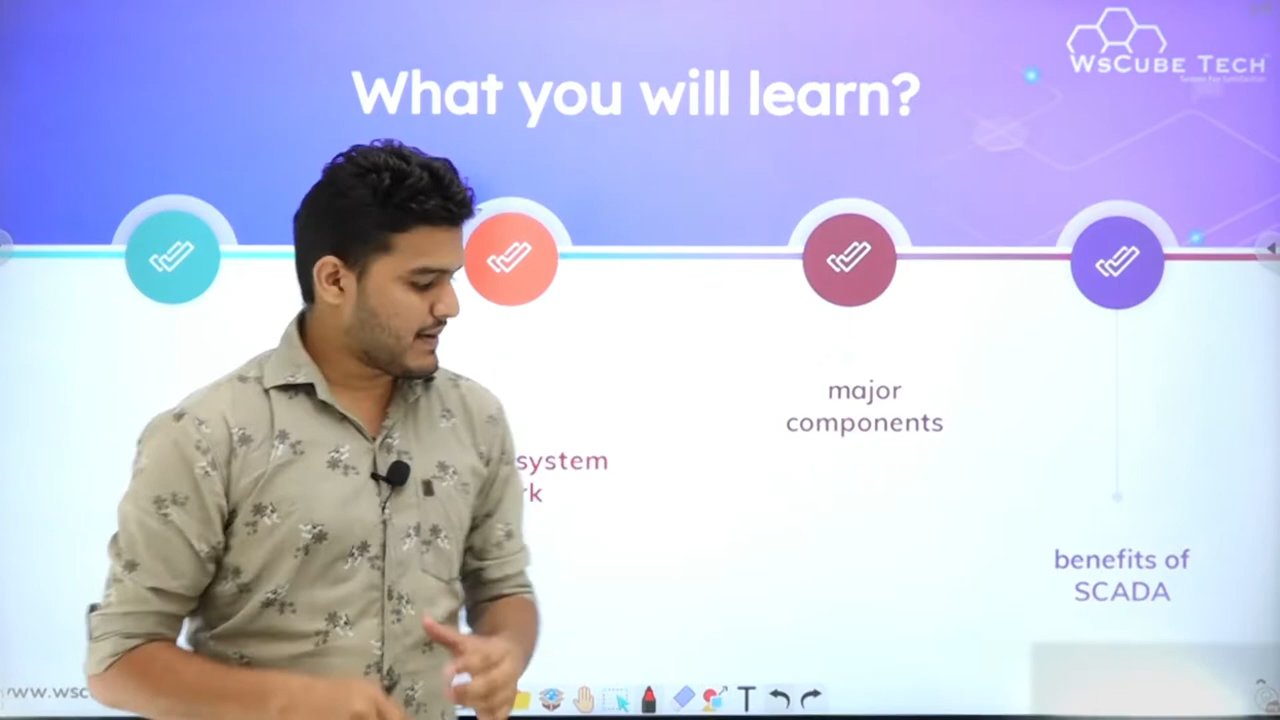 WsCube Tech
What you will learn?
major
components
system
rk
benefits of
SCADA
www.wsc
T